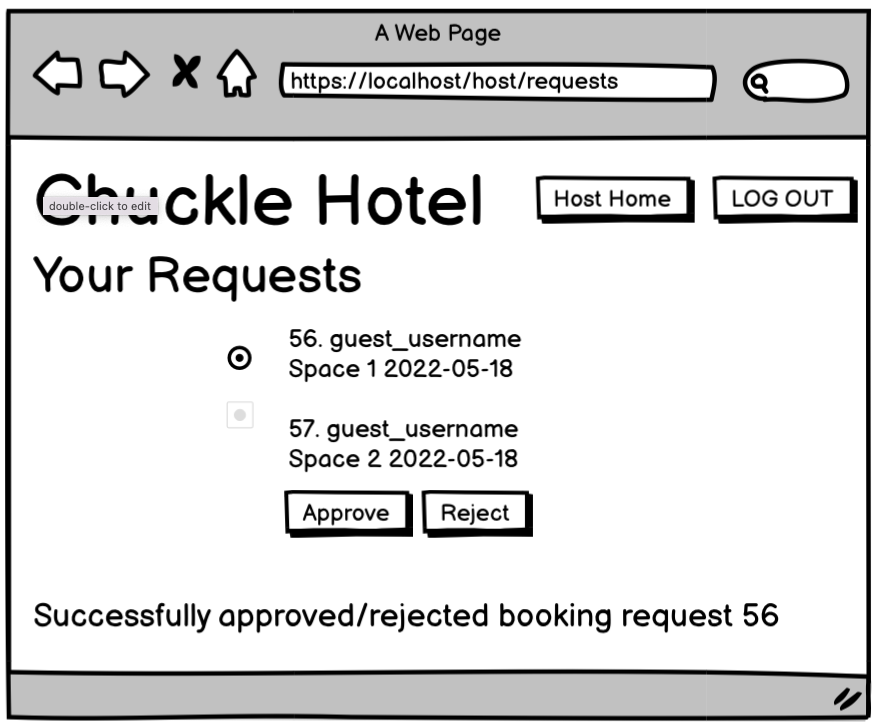 A Web Page
https://localhost/host/requests
Chuckle Hotel
double-click to edit
Host Home
LOG OUT
Your Requests
56. guest_username
Space 1 2022-05-18
57. guest_username
Space 2 2022-05-18
Approve
Reject
Successfully approved/rejected booking request 56